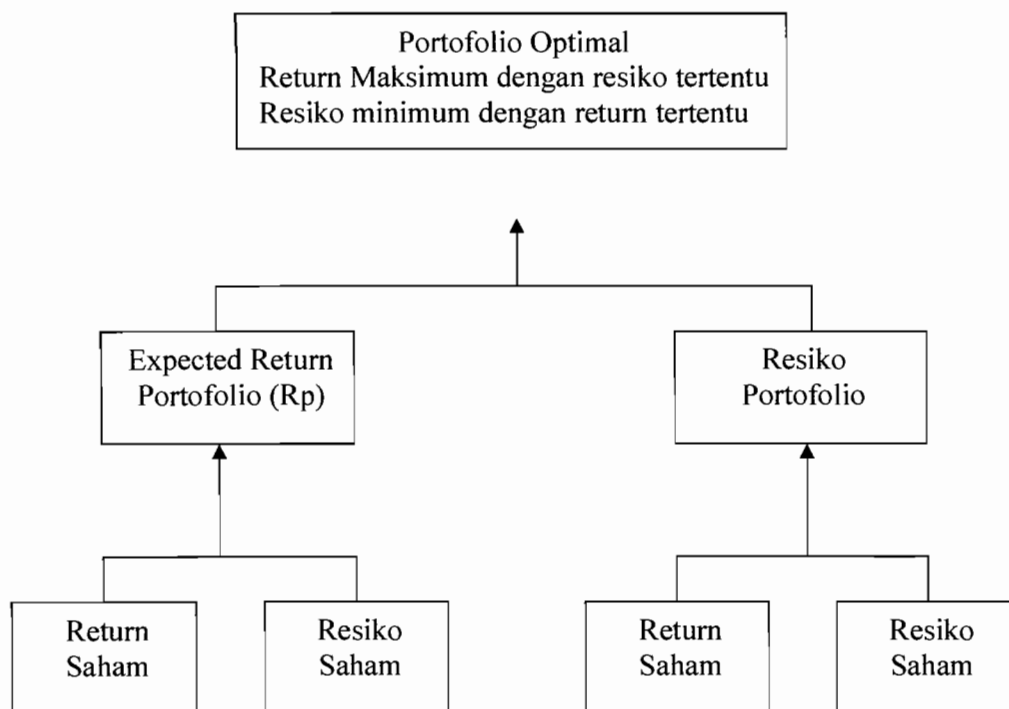 Portofolio Optimal
Return Maksimum dengan resiko tertentu
Resiko minimum dengan return tertentu
Expected Return
Portofolio (Rp)
Resiko
Portofolio
Return
Saham
Resiko
Saham
Return
Saham
Resiko
Saham